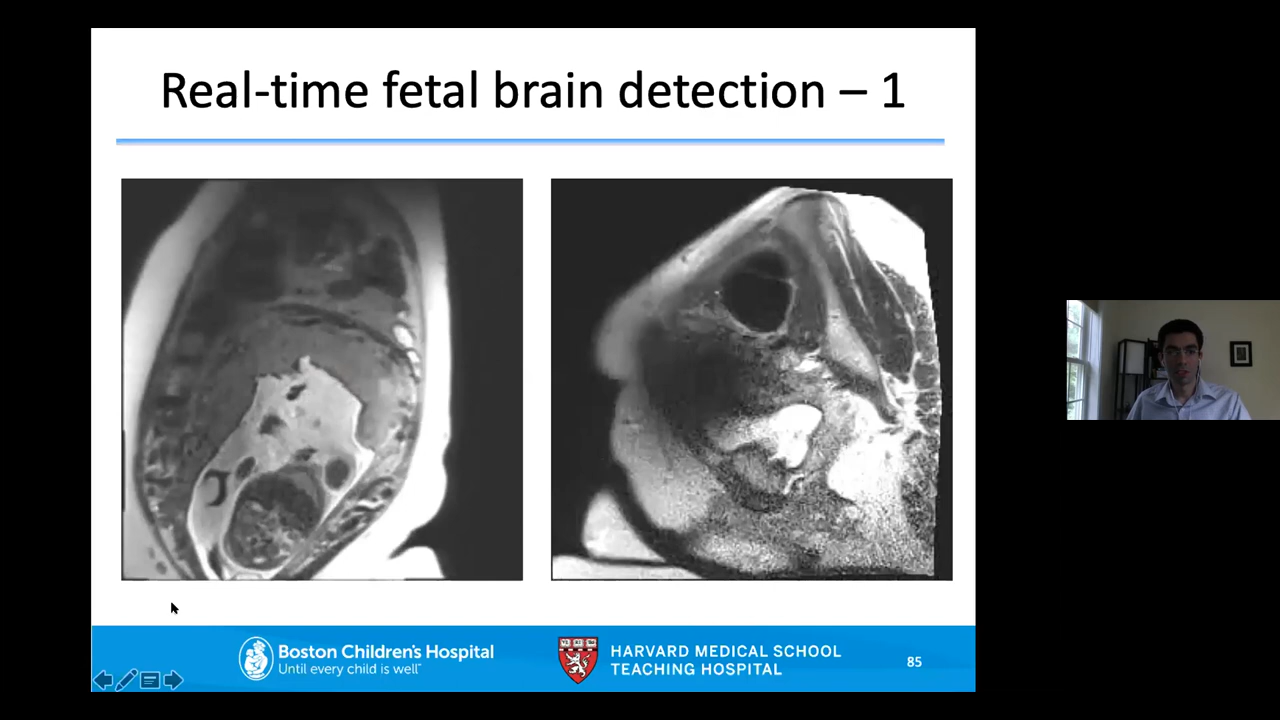 Real-time fetal brain detection – 1
Boston Children's Hospital
Until every child is well™
HARVARD MEDICAL SCHOOL
TEACHING HOSPITAL
85